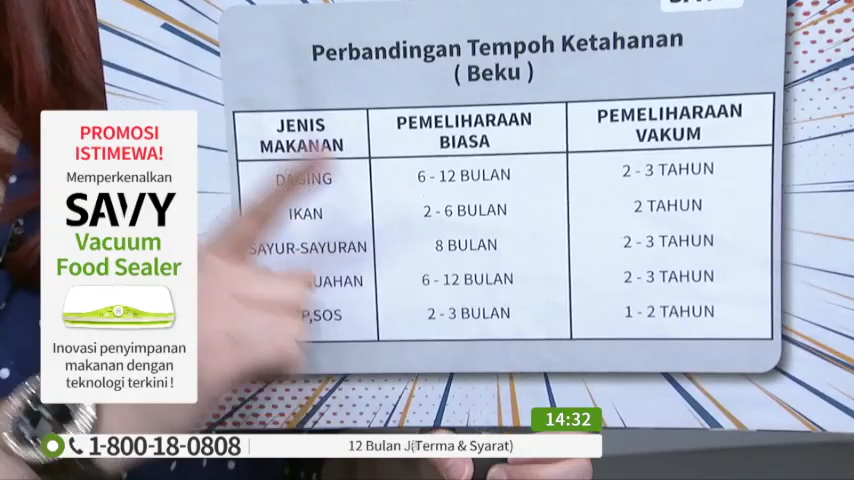 Perbandingan Tempoh Ketahanan
( Beku )
JENIS MAKANAN PEMELIHARAAN BIASA PEMELIHARAAN VAKUM
DAGING 6 - 12 BULAN 2 - 3 TAHUN
IKAN 2 - 6 BULAN 2 TAHUN
SAYUR-SAYURAN 8 BULAN 2 - 3 TAHUN
6 - 12 BULAN 2 - 3 TAHUN
2 - 3 BULAN 1 - 2 TAHUN
PROMOSI
ISTIMEWA!
Memperkenalkan
SAVY
Vacuum
Food Sealer
Inovasi penyimpanan
makanan dengan
teknologi terkini!
14:32
1-800-18-0808
12 Bulan (Terma & Syarat)